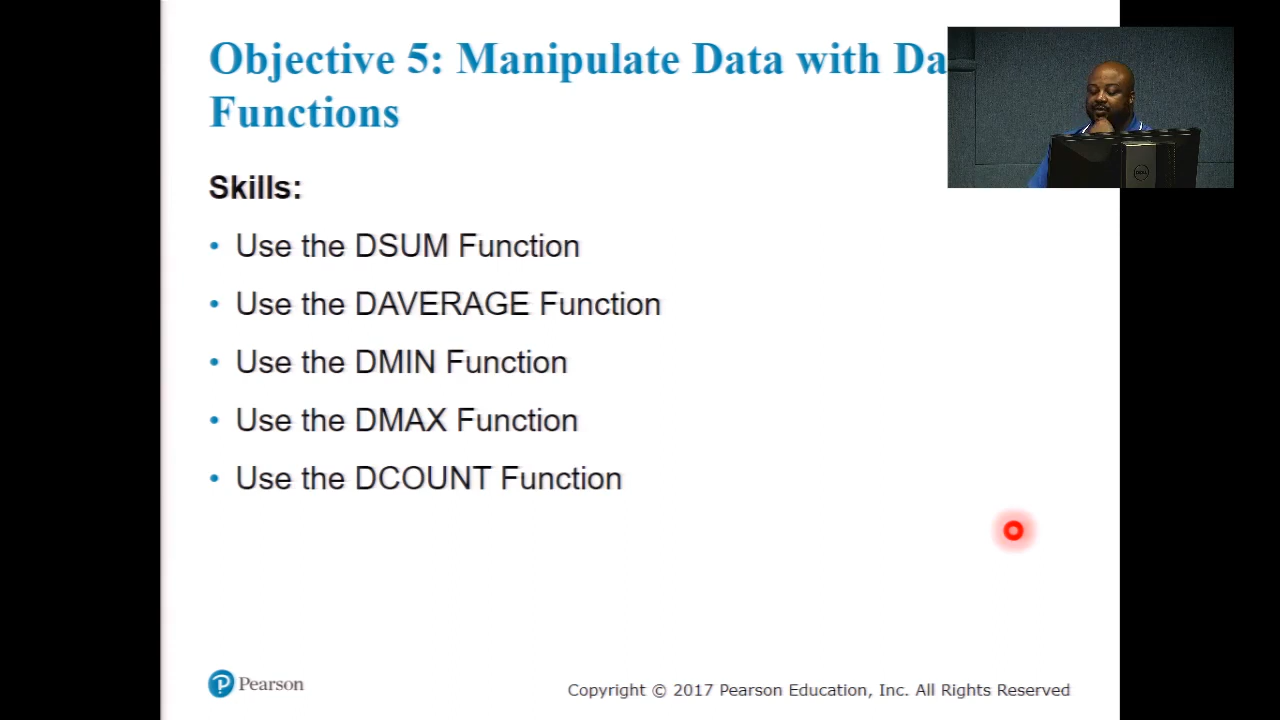 Objective 5: Manipulate Data with Da
Functions
Skills:
• Use the DSUM Function
• Use the DAVERAGE Function
• Use the DMIN Function
• Use the DMAX Function
• Use the DCOUNT Function
DELL
P Pearson
Copyright © 2017 Pearson Education, Inc. All Rights Reserved